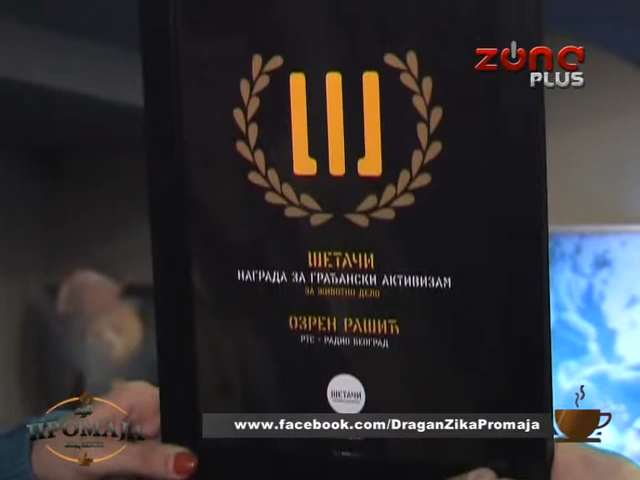 ZONA
PLUS
Ш
ШЕТАЧИ
НАГРАДА ЗА ГРАЂАНСКИ АКТИВИЗАМ
ЗА ЖИВОТНО ДЕЛО
ОЗРЕН РАШИЋ
РТС - РАДИО БЕОГРАД
ШЕТАЧИ
www.facebook.com/DraganZikaPromaja
ПРОМАЈА